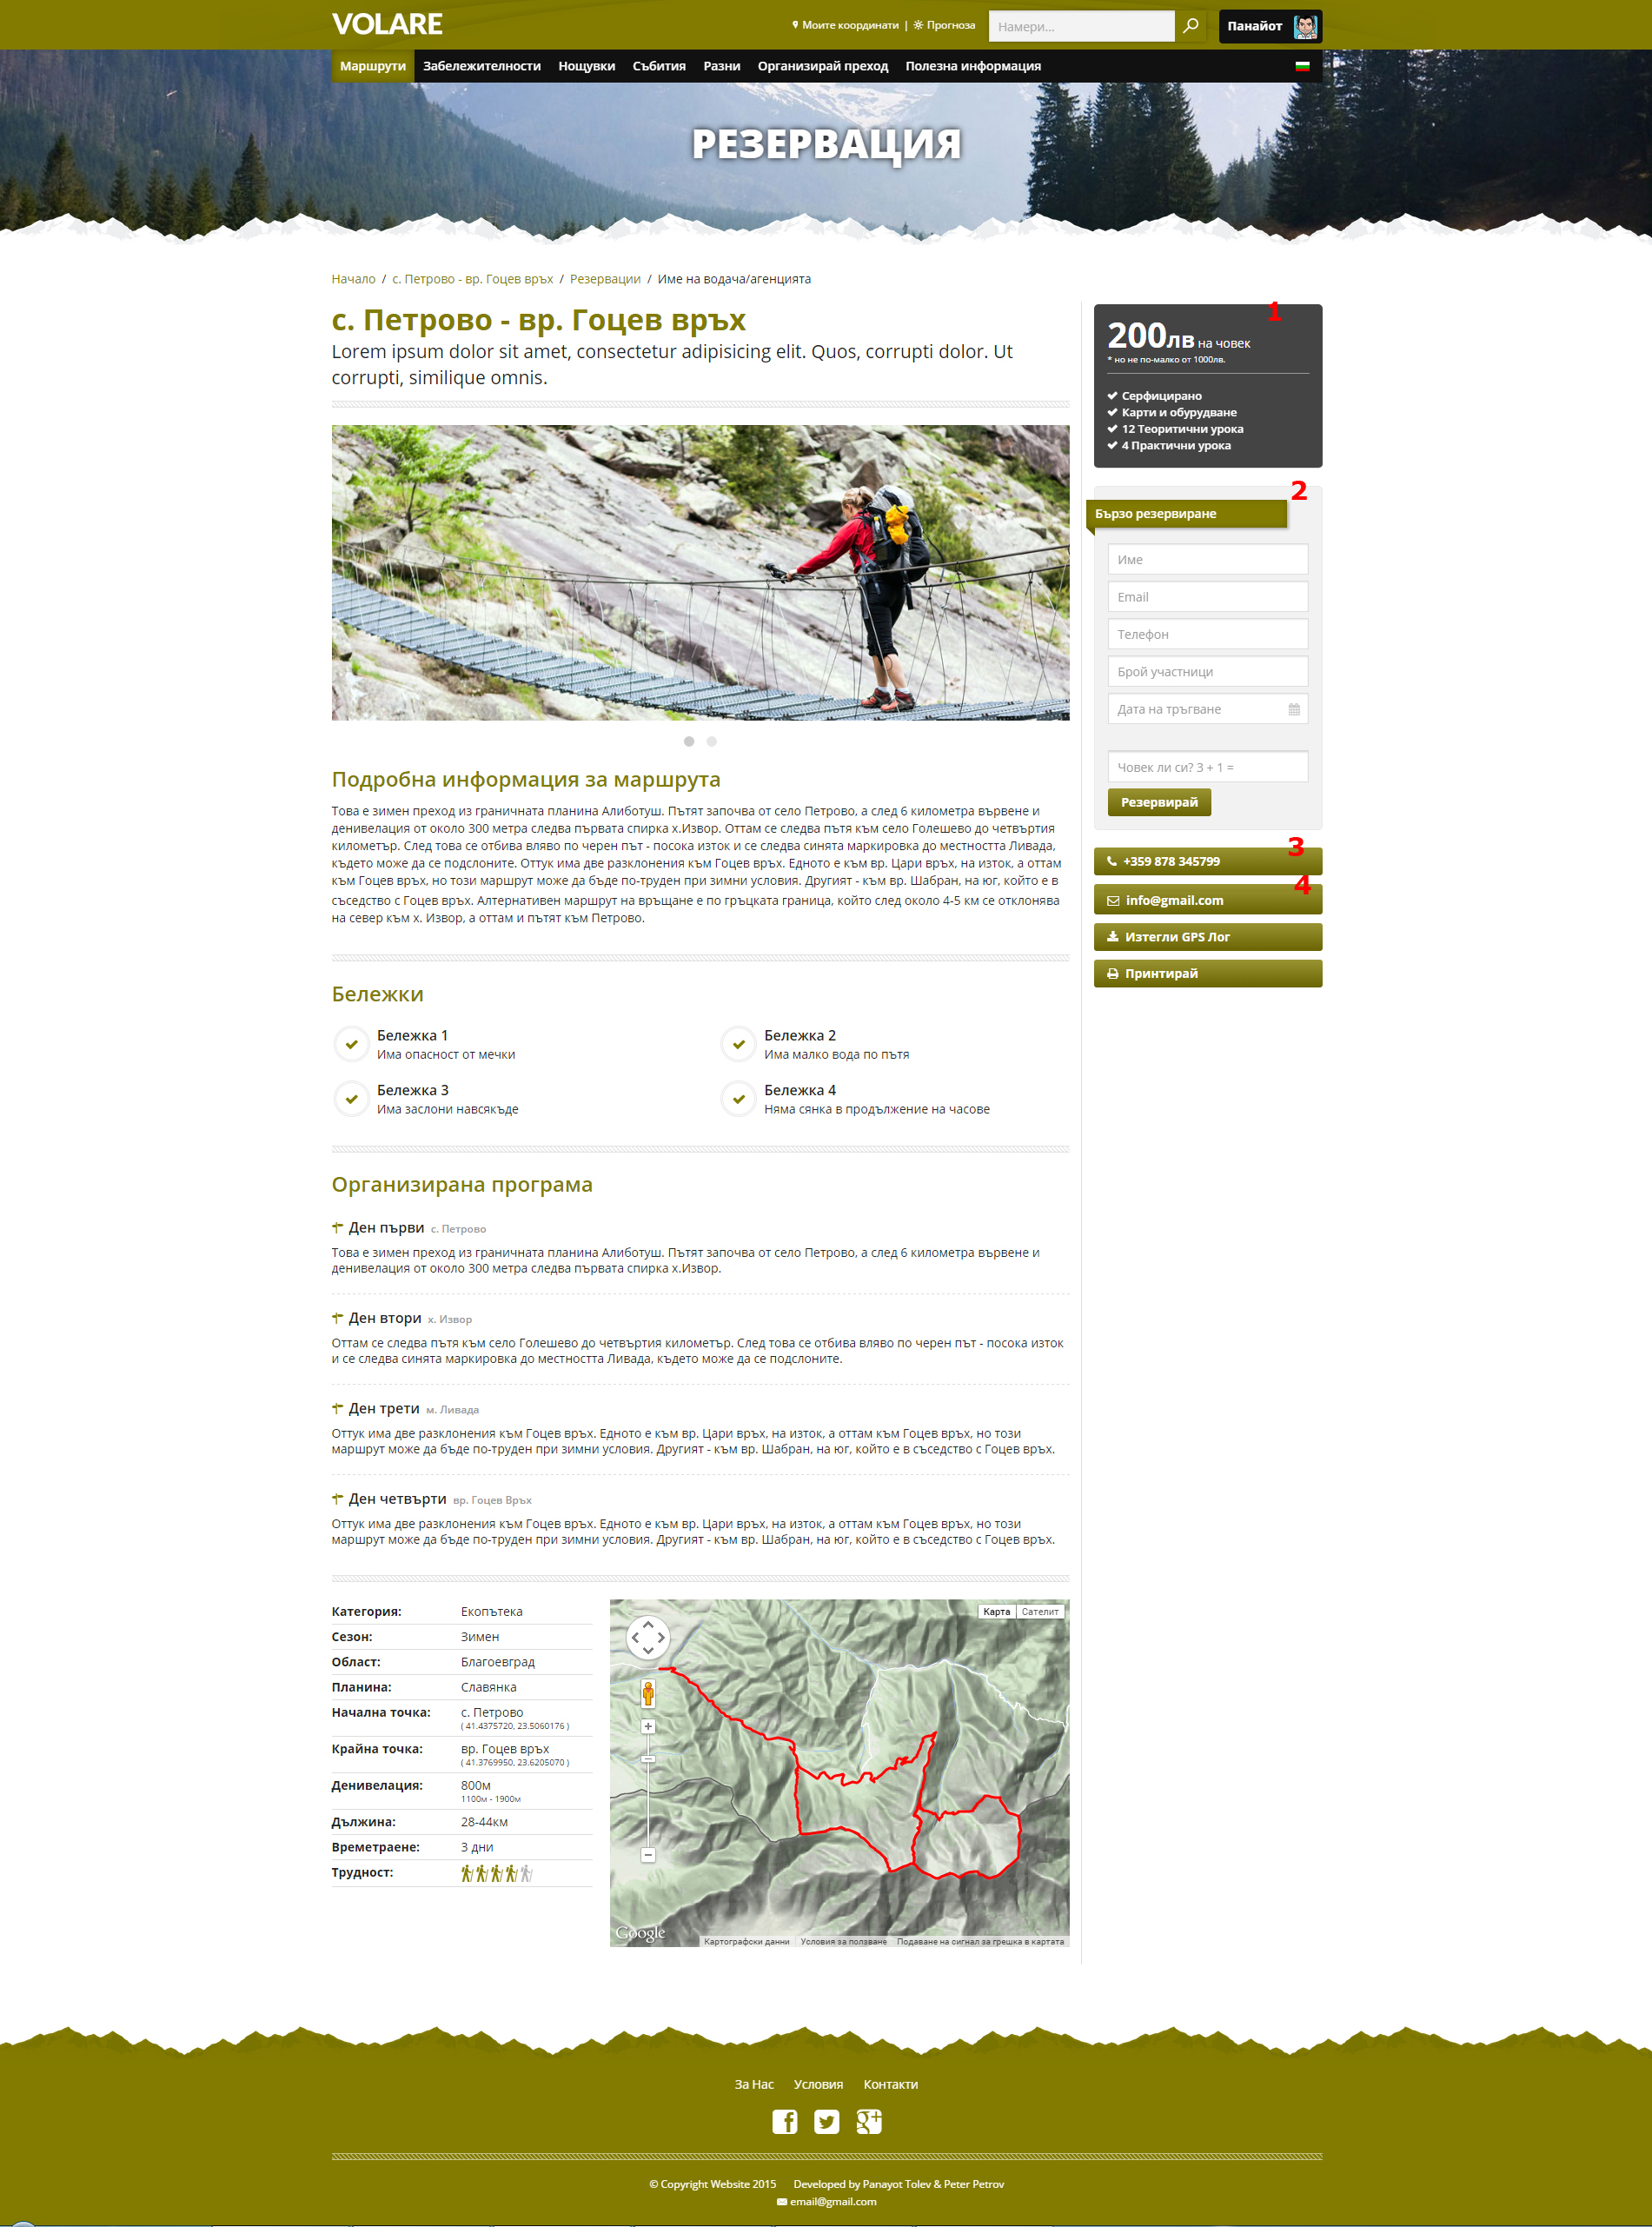 VOLARE
Моите координати | Прогноза
Намери...
Панайот
Маршрути Забележителности Нощувки Събития Разни Организирай преход Полезна информация
РЕЗЕРВАЦИЯ
Начало / с. Петрово - вр. Гоцев връх / Резервации / Име на водача/агенцията
с. Петрово - вр. Гоцев връх
Lorem ipsum dolor sit amet, consectetur adipisicing elit. Quos, corrupti dolor. Ut
corrupti, similique omnis.
Подробна информация за маршрута
Това е зимен преход из граничната планина Алиботуш. Пътят започва от село Петрово, а след 6 километра вървене и
денивелация от около 300 метра следва първата спирка х.Извор. Оттам се следва пътя към село Голешево до четвъртия
километър. След това се отбива вляво по черен път - посока изток и се следва синята маркировка до местността Ливада,
където може да се подслоните. Оттук има две разклонения към Гоцев връх. Едното е към вр. Цари връх, на изток, а оттам
към Гоцев връх, но този маршрут може да бъде по-труден при зимни условия. Другият - към вр. Шабран, на юг, който е в
съседство с Гоцев връх. Алтернативен маршрут на връщане е по гръцката граница, който след около 4-5 км се отклонява
на север към х. Извор, а оттам и пътят към Петрово.
Бележки
Бележка 1
Има опасност от мечки
Бележка 2
Има малко вода по пътя
Бележка 3
Има заслони навсякъде
Бележка 4
Няма сянка в продължение на часове
Организирана програма
Ден първи с. Петрово
Това е зимен преход из граничната планина Алиботуш. Пътят започва от село Петрово, а след 6 километра вървене и
денивелация от около 300 метра следва първата спирка х.Извор.
Ден втори х. Извор
Оттам се следва пътя към село Голешево до четвъртия километър. След това се отбива вляво по черен път - посока изток
и се следва синята маркировка до местността Ливада, където може да се подслоните.
Ден трети м. Ливада
Оттук има две разклонения към Гоцев връх. Едното е към вр. Цари връх, на изток, а оттам към Гоцев връх, но този
маршрут може да бъде по-труден при зимни условия. Другият - към вр. Шабран, на юг, който е в съседство с Гоцев връх.
Ден четвърти вр. Гоцев Връх
Оттук има две разклонения към Гоцев връх. Едното е към вр. Цари връх, на изток, а оттам към Гоцев връх, но този
маршрут може да бъде по-труден при зимни условия. Другият - към вр. Шабран, на юг, който е в съседство с Гоцев връх.
Категория: Екопътека
Сезон: Зимен
Област: Благоевград
Планина: Славянка
Начална точка: с. Петрово
( 41.4375720, 23.5060176 )
Крайна точка: вр. Гоцев връх
( 41.3769950, 23.6205070 )
Денивелация: 800м
1100м - 1900м
Дължина: 28-44км
Времетраене: 3 дни
Трудност:
Карта Сателит
Google
Картографски данни Условия за ползване Подаване на сигнал за грешка в картата
1
200лв на човек
* но не по-малко от 1000лв.
Серфицирано
Карти и обурудване
12 Теоритични урока
4 Практични урока
2
Бързо резервиране
Име
Email
Телефон
Брой участници
Дата на тръгване
Човек ли си? 3 + 1 =
Резервирай
3
+359 878 345799
4
info@gmail.com
Изтегли GPS Лог
Принтирай
За Нас Условия Контакти
© Copyright Website 2015 Developed by Panayot Tolev & Peter Petrov
email@gmail.com